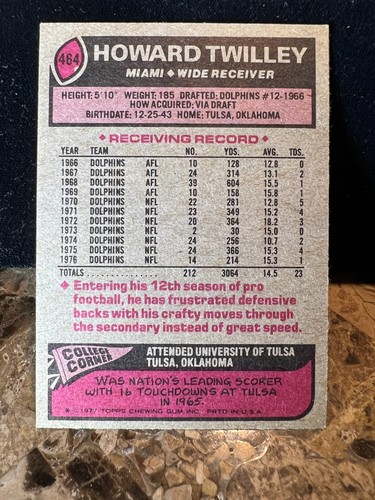 464
HOWARD TWILLEY
MIAMI ◆ WIDE RECEIVER
HEIGHT: 5'10" WEIGHT: 185 DRAFTED: DOLPHINS #12-1966
HOW ACQUIRED: VIA DRAFT
BIRTHDATE: 12-25-43 HOME: TULSA, OKLAHOMA
◆ RECEIVING RECORD ◆
YEAR TEAM NO. YDS. AVG. TDS.
1966 DOLPHINS AFL 10 128 12.8 0
1967 DOLPHINS AFL 24 314 13.1 2
1968 DOLPHINS AFL 39 604 15.5 1
1969 DOLPHINS AFL 10 158 15.8 1
1970 DOLPHINS NFL 22 281 12.8 5
1971 DOLPHINS NFL 23 349 15.2 4
1972 DOLPHINS NFL 20 364 18.2 3
1973 DOLPHINS NFL 2 30 15.0 0
1974 DOLPHINS NFL 24 256 10.7 2
1975 DOLPHINS NFL 24 366 15.3 4
1976 DOLPHINS NFL 14 214 15.3 1
TOTALS ................ 212 3064 14.5 23
◆ Entering his 12th season of pro
football, he has frustrated defensive
backs with his crafty moves through
the secondary instead of great speed.
COLLEGE CORNER
ATTENDED UNIVERSITY OF TULSA
TULSA, OKLAHOMA
WAS NATION'S LEADING SCORER
WITH 16 TOUCHDOWNS AT TULSA
IN 1965.
© 1977 TOPPS CHEWING GUM, INC. PRTD IN U.S.A.